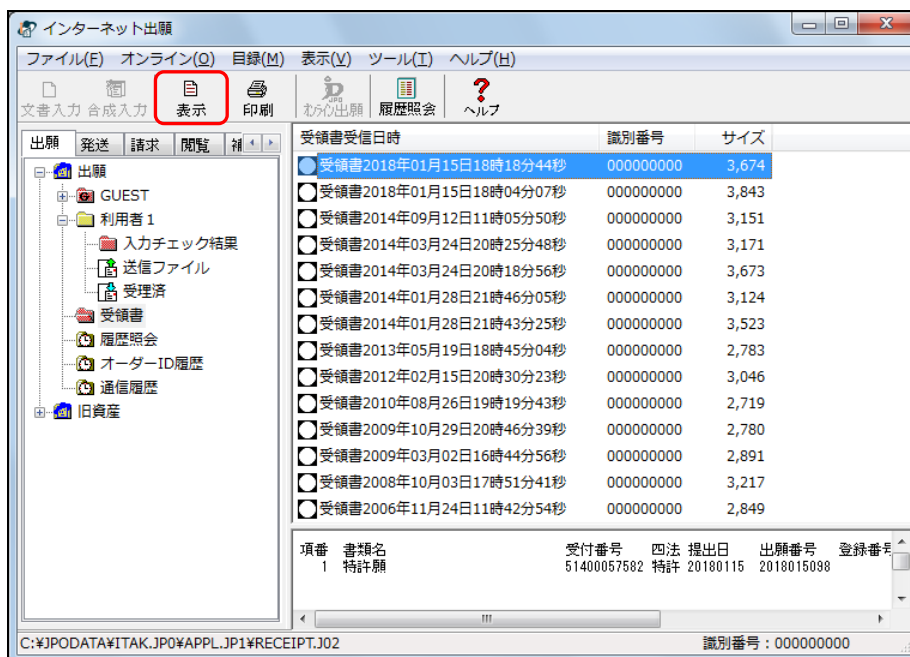 インターネット出願
ファイル(F) オンライン(O) 目録(M) 表示(V) ツール(T) ヘルプ(H)
文書入力 合成入力 表示 印刷 かんたん出願 履歴照会 ヘルプ
出願 発送 請求 閲覧 補
受領書受信日時 識別番号 サイズ
出願
GUEST
利用者1
入力チェック結果
送信ファイル
受理済
受領書
履歴照会
オーダーID履歴
通信履歴
旧資産
受領書2018年01月15日18時18分44秒 000000000 3,674
受領書2018年01月15日18時04分07秒 000000000 3,843
受領書2014年09月12日11時05分50秒 000000000 3,151
受領書2014年03月24日20時25分48秒 000000000 3,171
受領書2014年03月24日20時18分56秒 000000000 3,673
受領書2014年01月28日21時46分05秒 000000000 3,124
受領書2014年01月28日21時43分25秒 000000000 3,523
受領書2013年05月19日18時45分04秒 000000000 2,783
受領書2012年02月15日20時30分23秒 000000000 3,046
受領書2010年08月26日19時19分43秒 000000000 2,719
受領書2009年10月29日20時46分39秒 000000000 2,780
受領書2009年03月02日16時44分56秒 000000000 2,891
受領書2008年10月03日17時51分41秒 000000000 3,217
受領書2006年11月24日11時42分54秒 000000000 2,849
項番 書類名 受付番号 四法 提出日 出願番号 登録番号
1 特許願 51400057582 特許 20180115 2018015098
C:¥JPODATA¥ITAK.JP0¥APPL.JP1¥RECEIPT.J02 識別番号:000000000